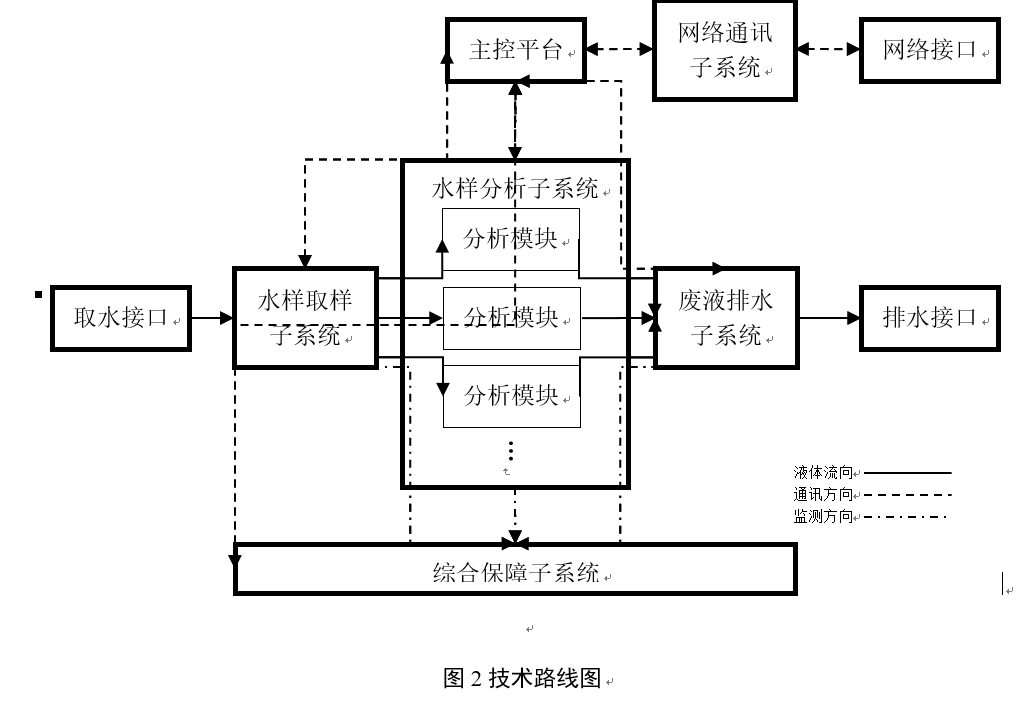 主控平台
网络通讯
子系统
网络接口
水样分析子系统
分析模块
取水接口
水样取样
子系统
分析模块
废液排水
子系统
排水接口
分析模块
液体流向
通讯方向
监测方向
综合保障子系统
图 2 技术路线图